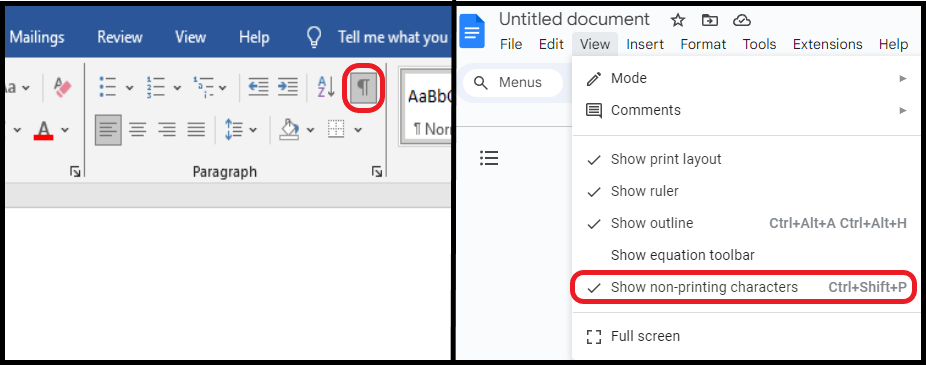 Mailings Review View Help Tell me what you
Aa
A
A
Z
¶
A
AaBbC
¶ Norr
Paragraph
Untitled document
File Edit View Insert Format Tools Extensions Help
Menus
Mode
Comments
Show print layout
Show ruler
Show outline Ctrl+Alt+A Ctrl+Alt+H
Show equation toolbar
Show non-printing characters Ctrl+Shift+P
Full screen